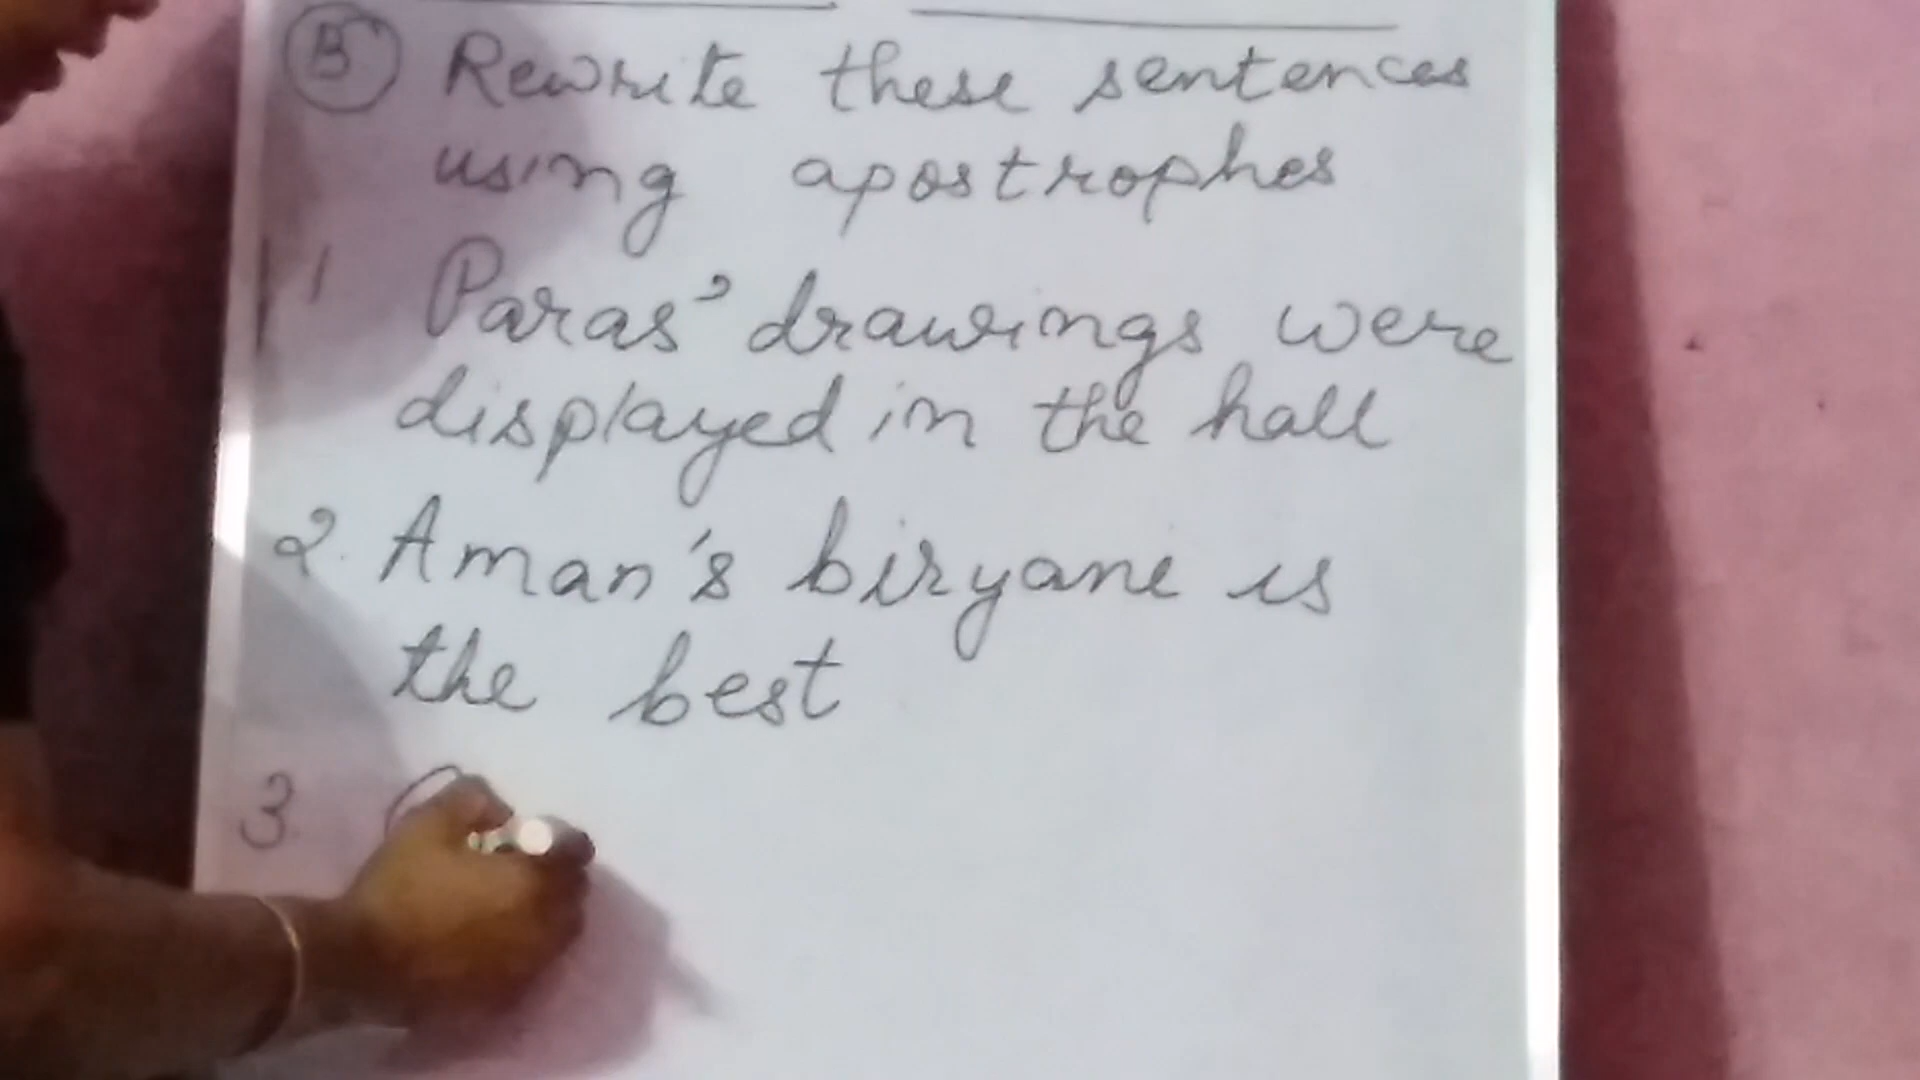 B Rewrite these sentences
using apostrophes
1 Paras' drawings were
displayed in the hall
2. Aman's biryani is
the best
3